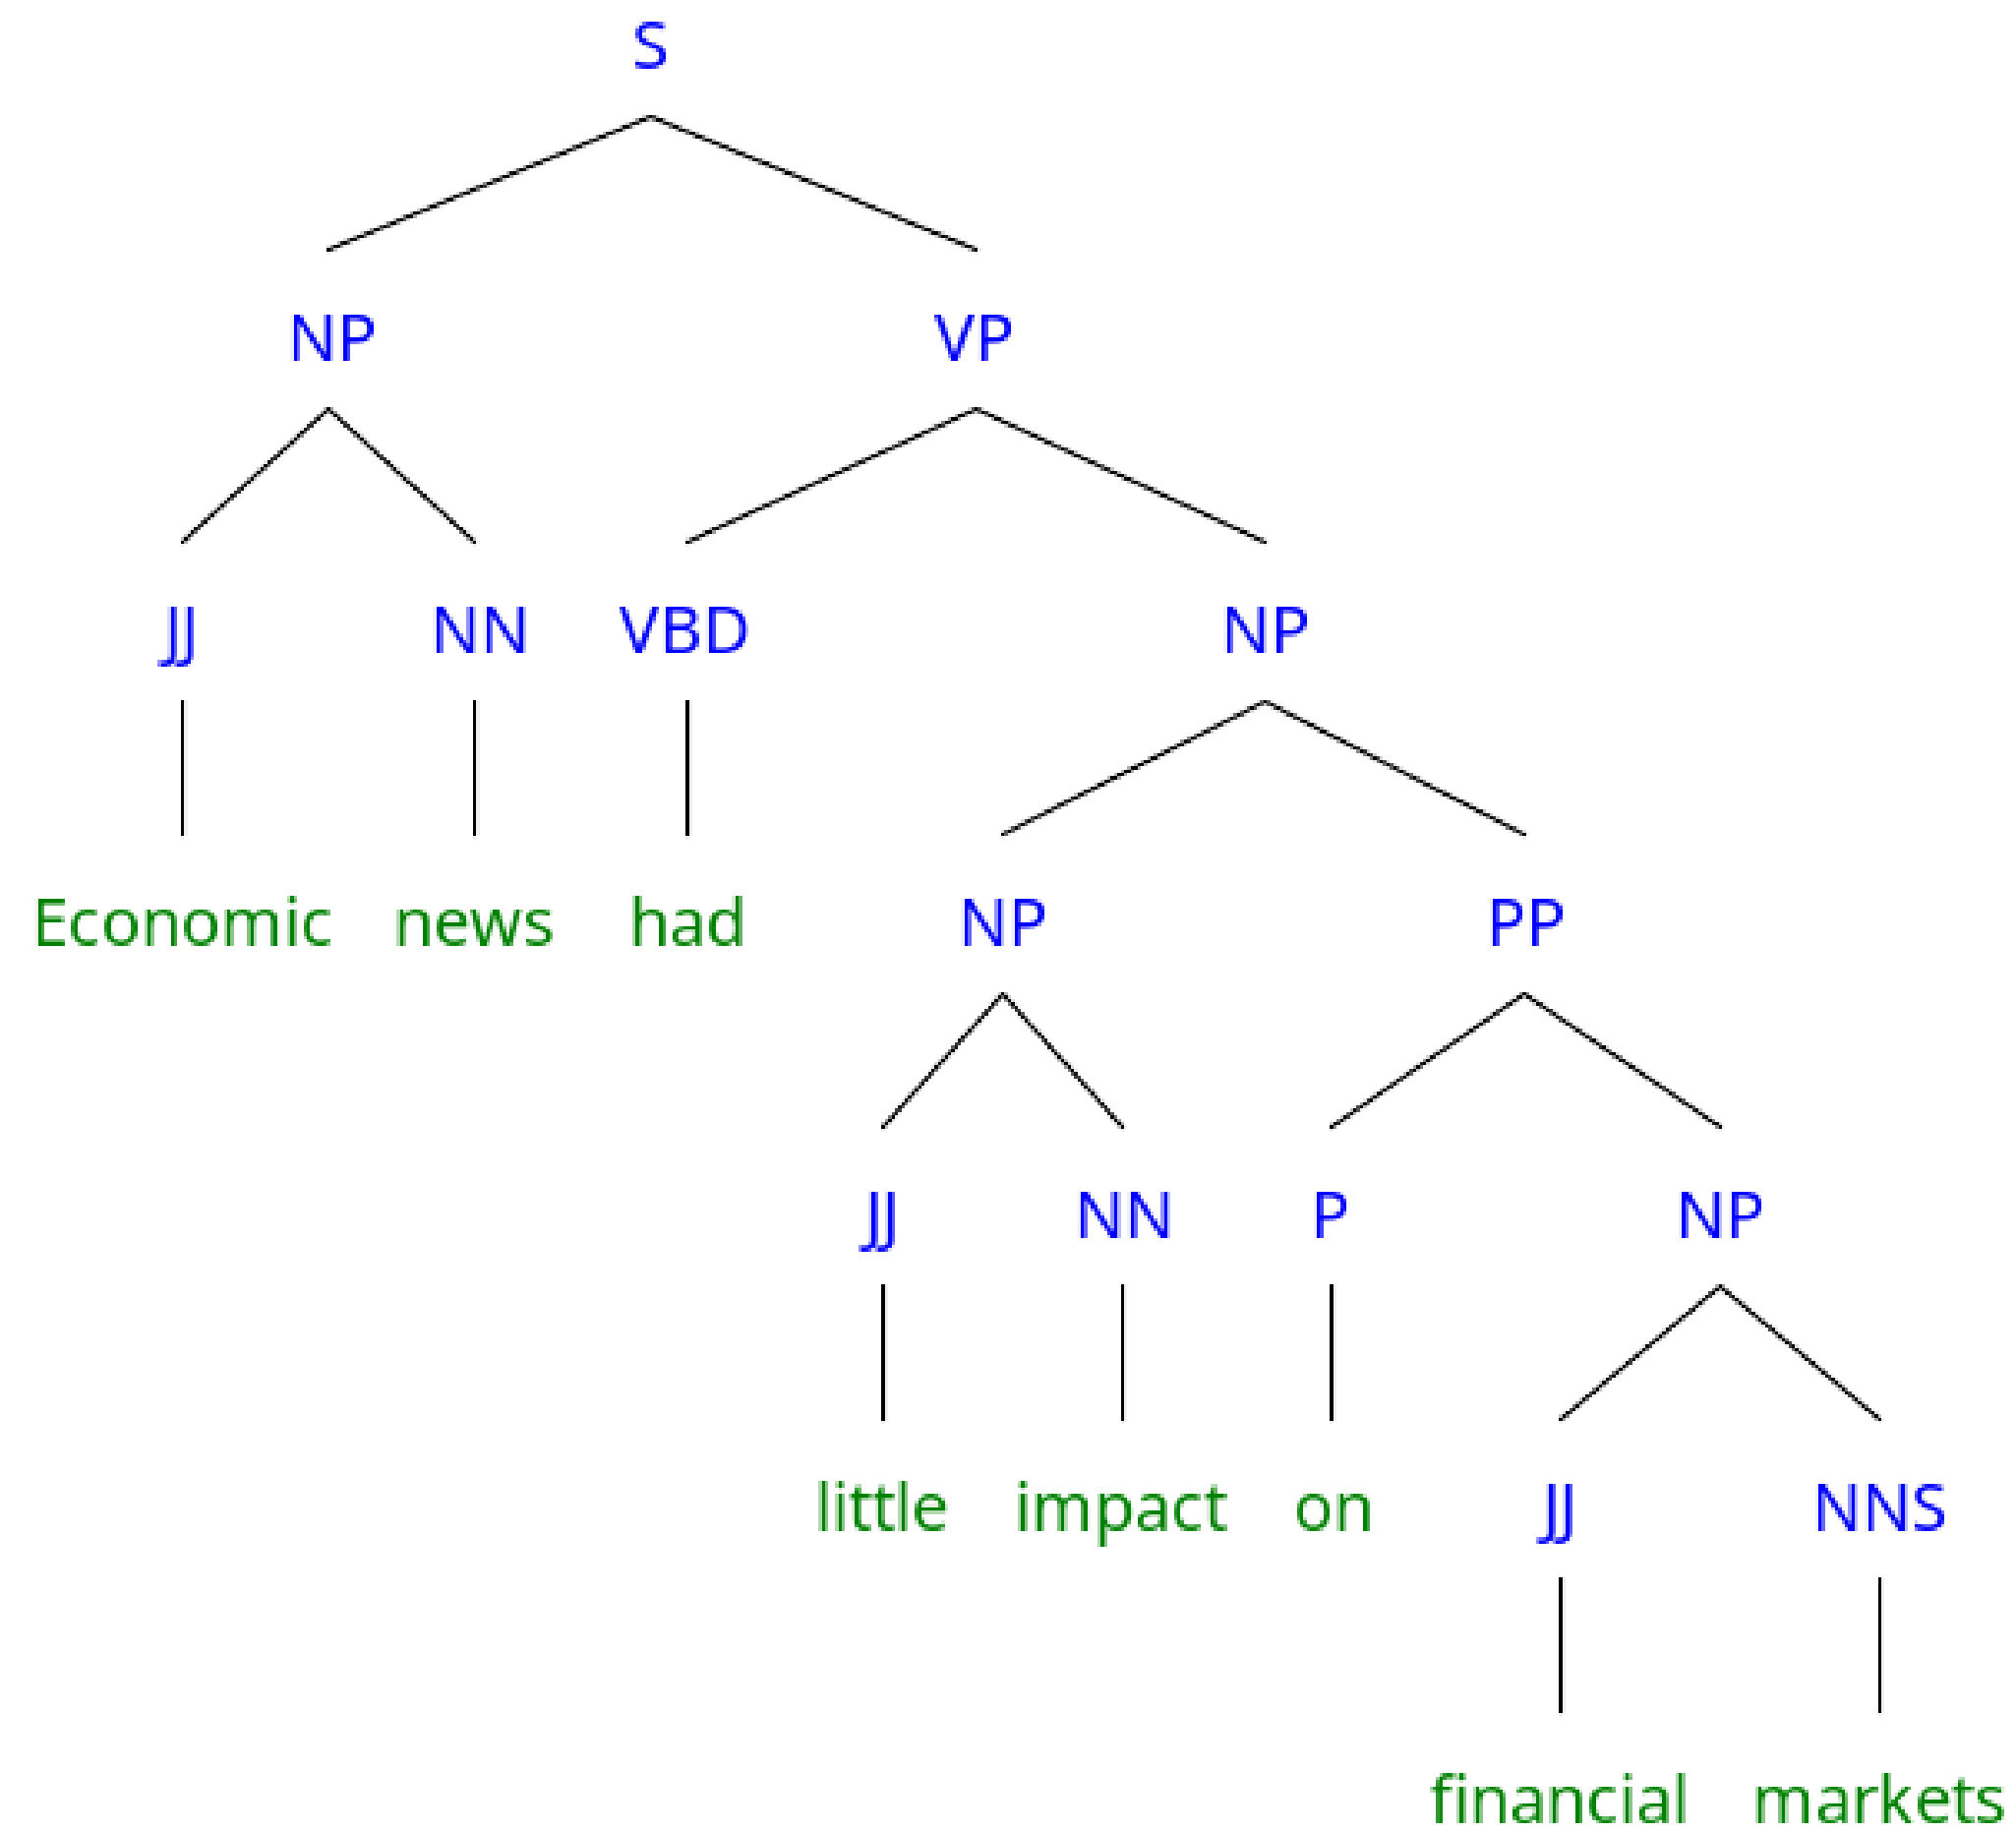 S
NP VP
JJ NN VBD NP
Economic news had NP PP
JJ NN P NP
little impact on JJ NNS
financial markets